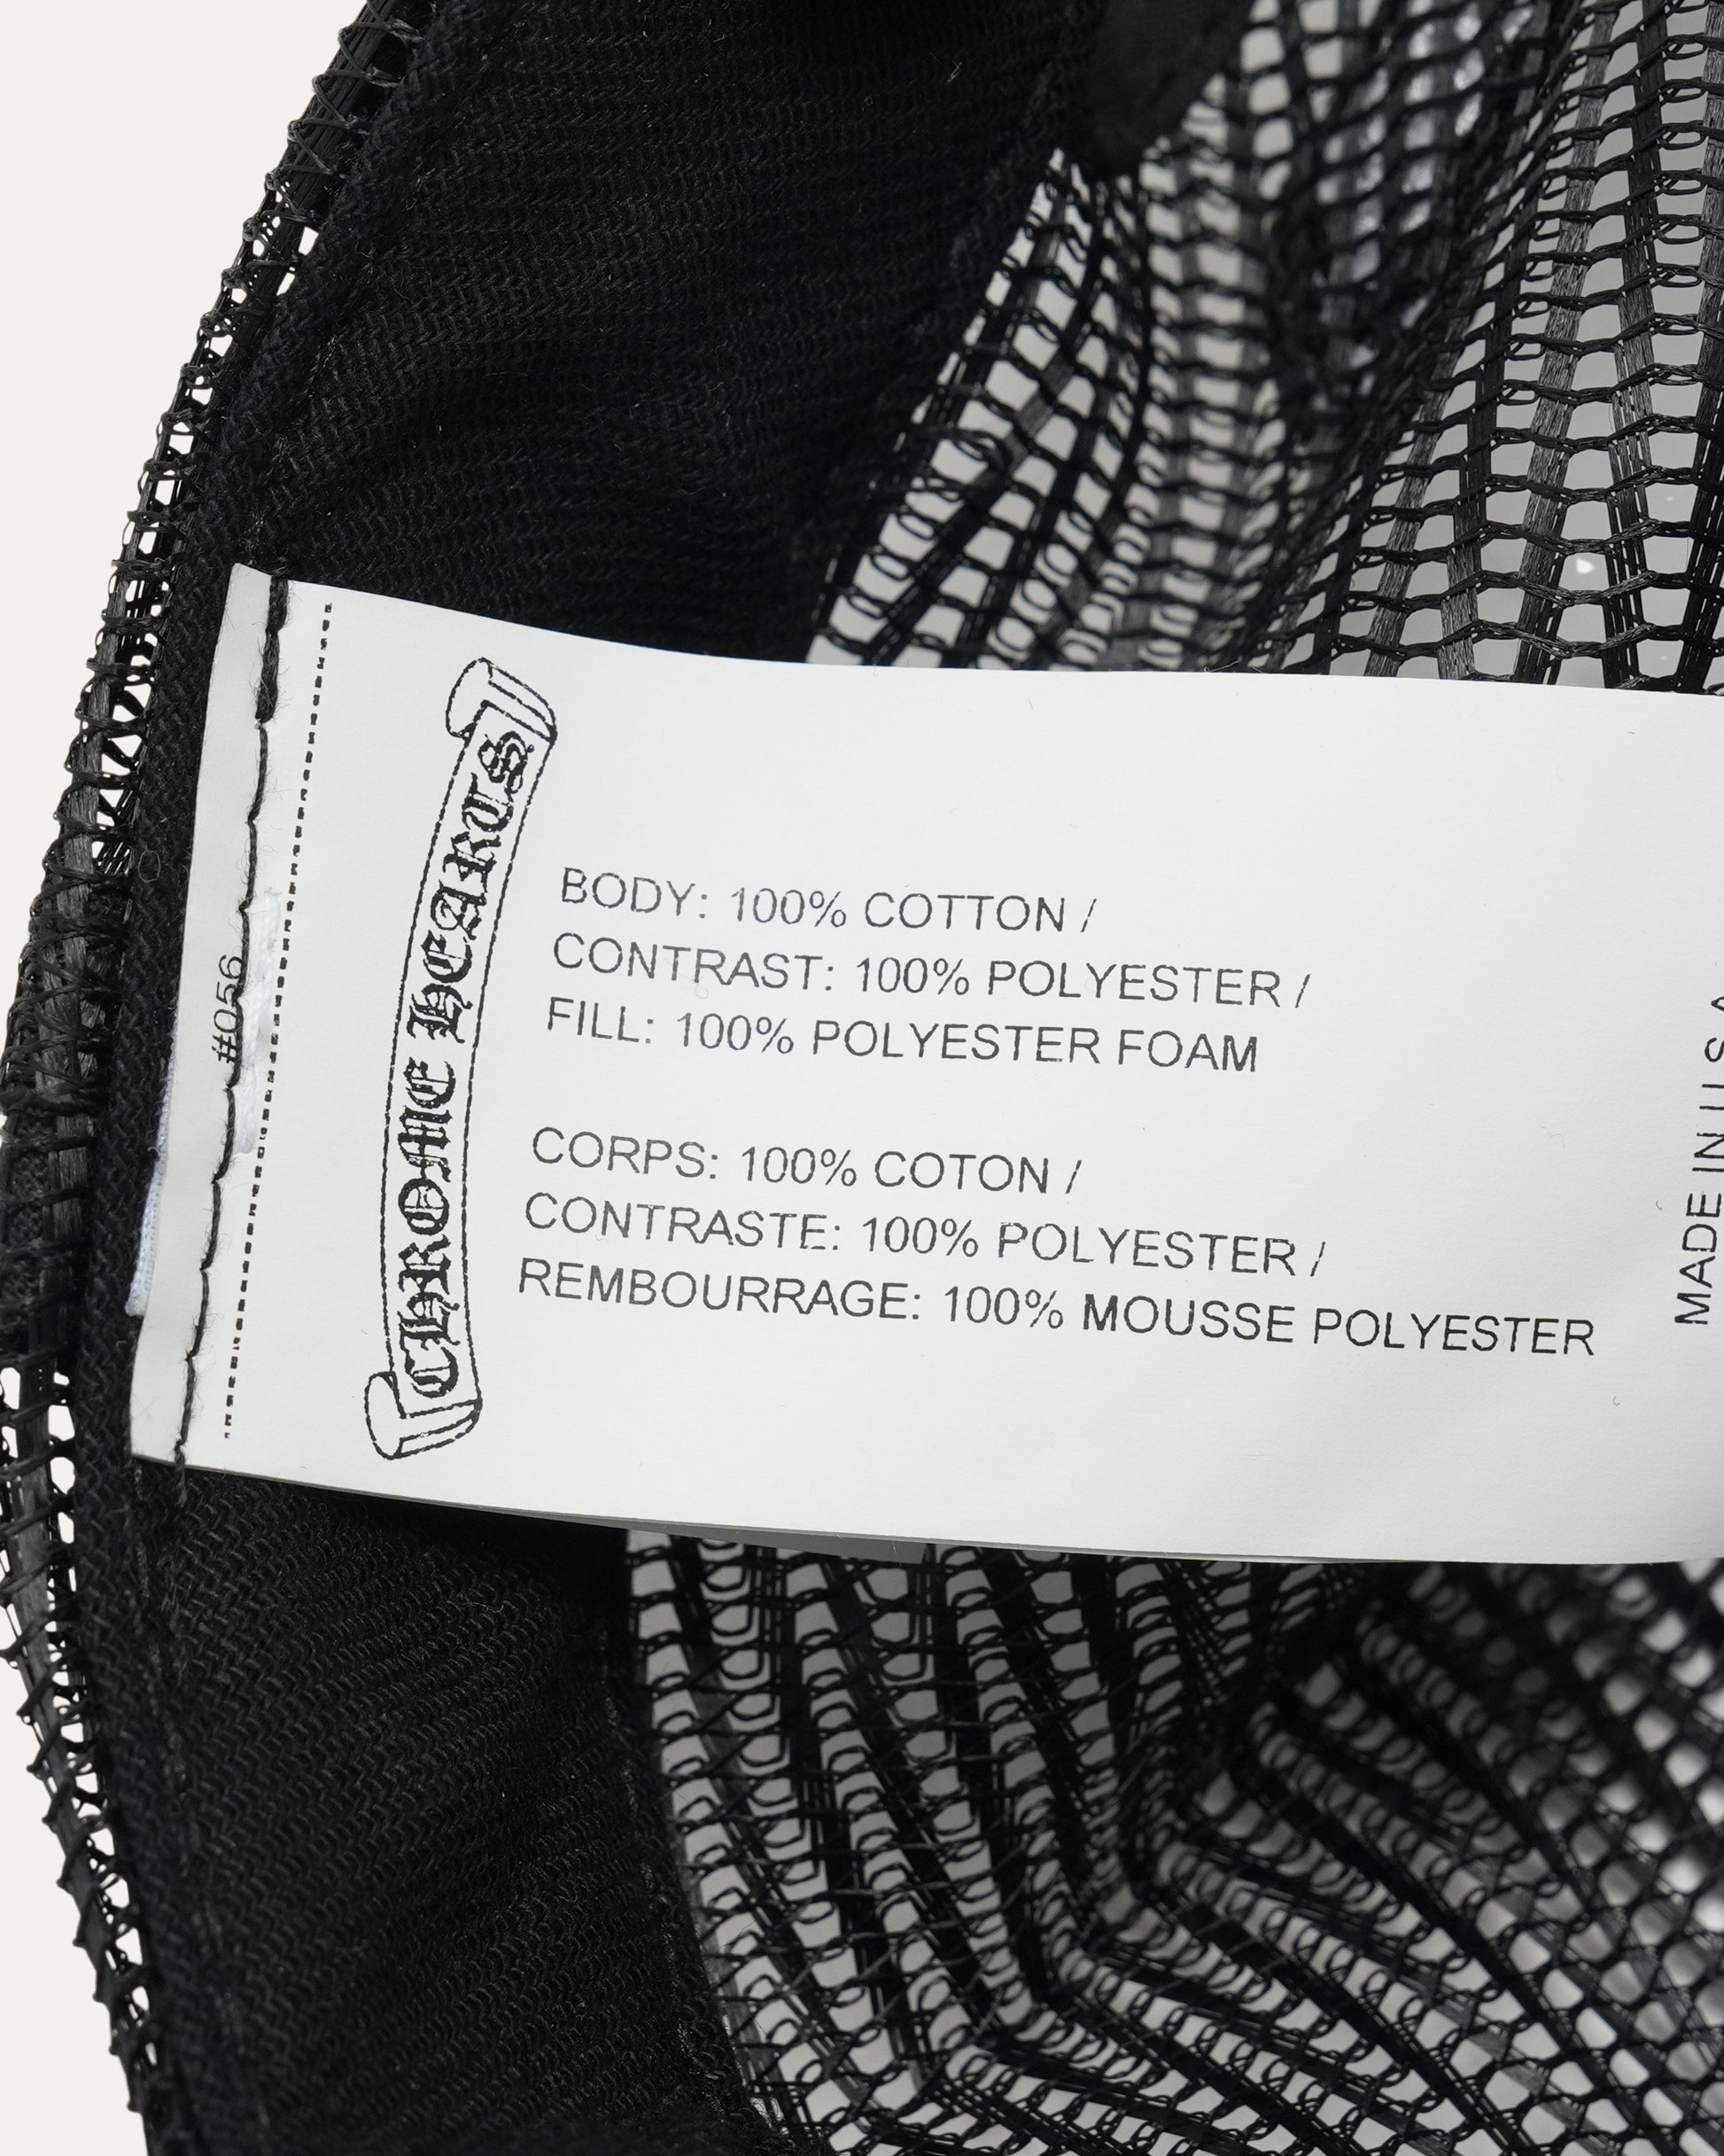 #056
CHROME HEARTS
BODY: 100% COTTON /
CONTRAST: 100% POLYESTER /
FILL: 100% POLYESTER FOAM
CORPS: 100% COTON /
CONTRASTE: 100% POLYESTER /
REMBOURRAGE: 100% MOUSSE POLYESTER
MADE IN U.S.A